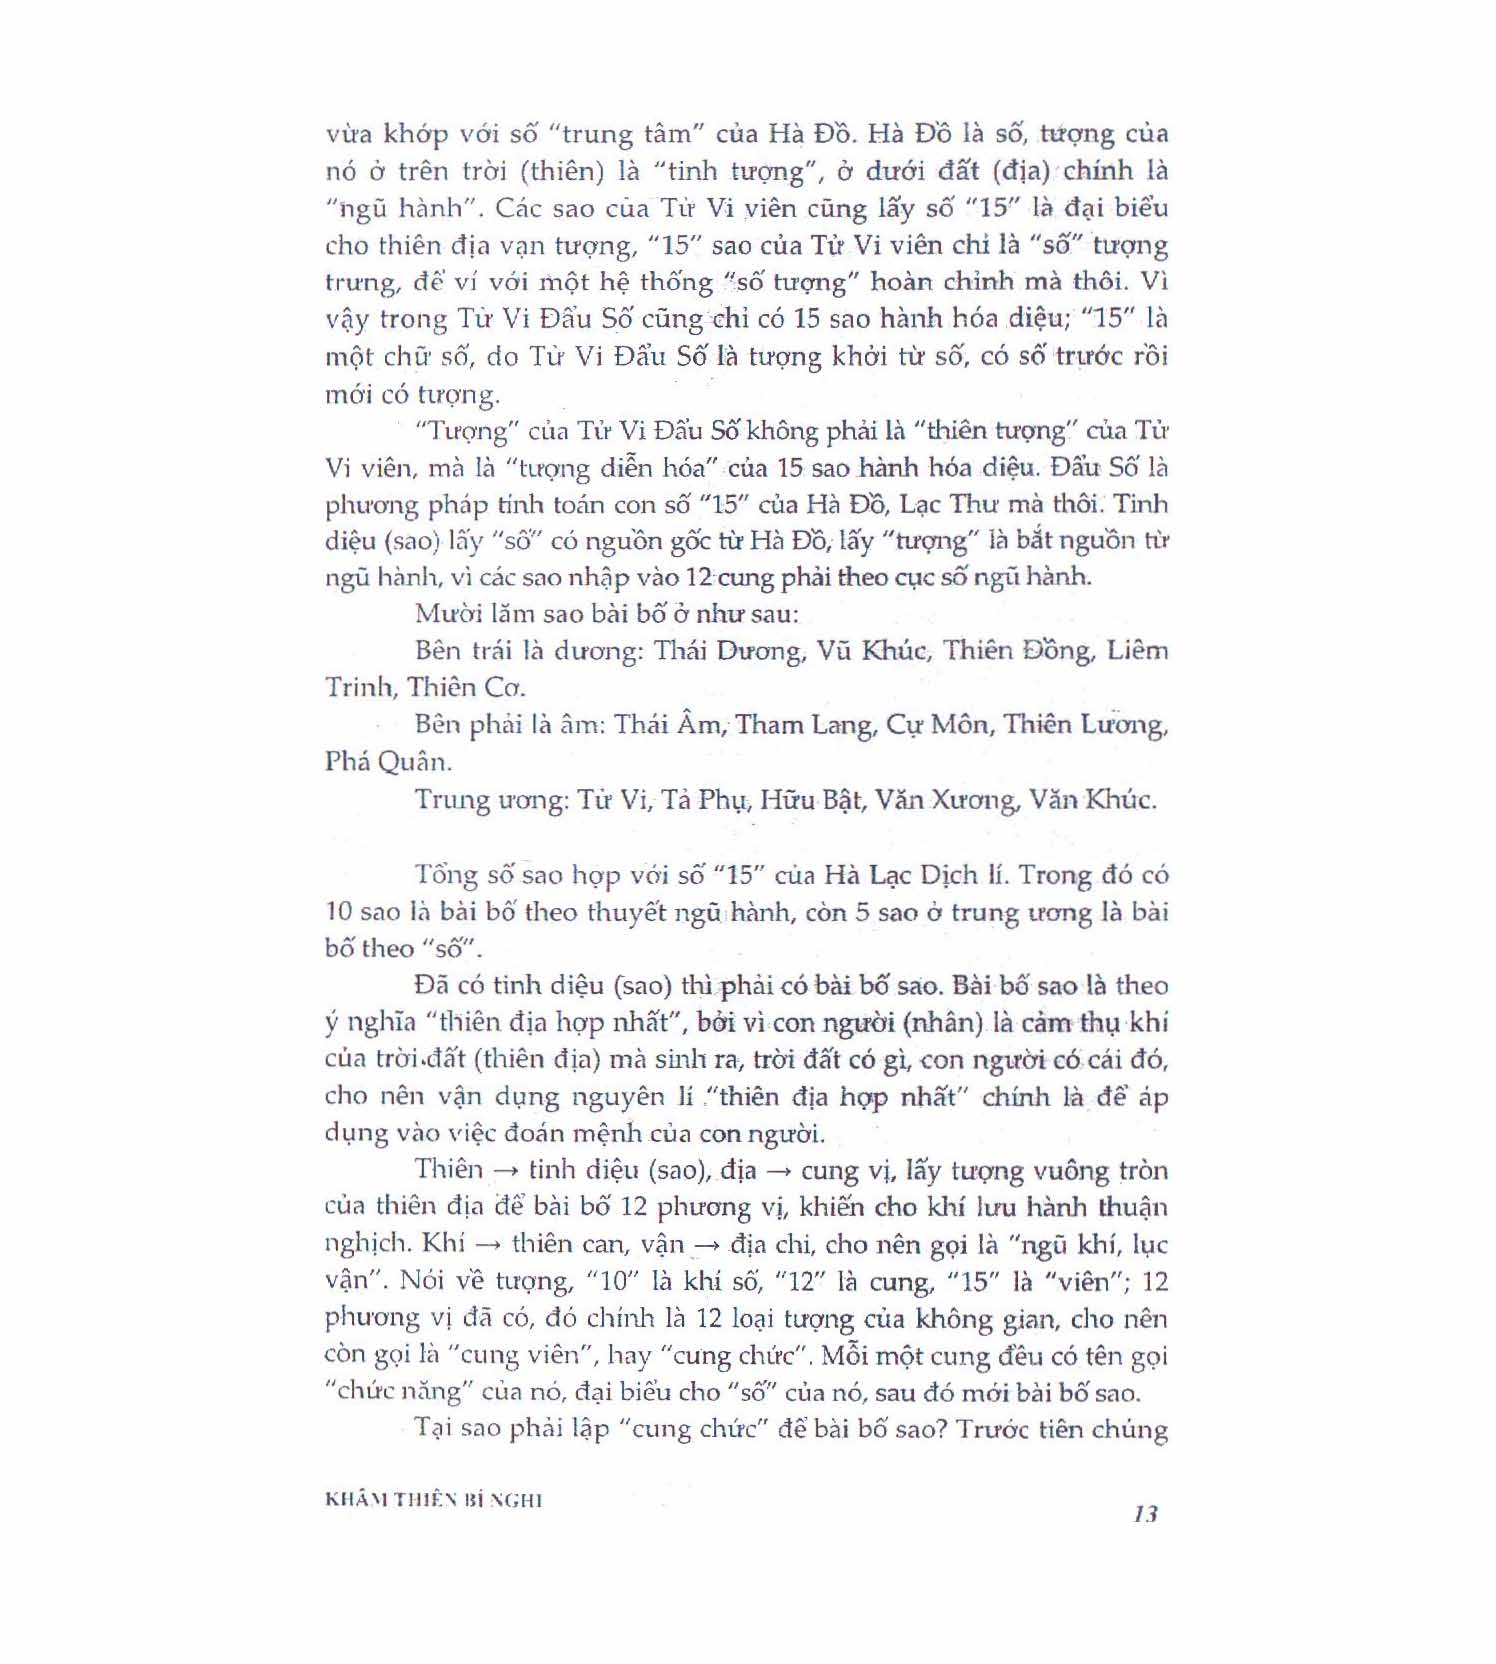 vừa khớp với số "trung tâm" của Hà Đồ. Hà Đồ là số, tượng của
nó ở trên trời (thiên) là "tinh tượng", ở dưới đất (địa) chính là
"ngũ hành". Các sao của Tử Vi viên cũng lấy số "15" là đại biểu
cho thiên địa vạn tượng, "15" sao của Tử Vi viên chỉ là "số" tượng
trưng, để ví với một hệ thống "số tượng" hoàn chỉnh mà thôi. Vì
vậy trong Tử Vi Đẩu Số cũng chỉ có 15 sao hành hóa diệu; "15" là
một chữ số, do Tử Vi Đẩu Số là tượng khởi từ số, có số trước rồi
mới có tượng.
"Tượng" của Tử Vi Đẩu Số không phải là "thiên tượng" của Tử
Vi viên, mà là "tượng diễn hóa" của 15 sao hành hóa diệu. Đẩu Số là
phương pháp tính toán con số "15" của Hà Đồ, Lạc Thư mà thôi. Tinh
diệu (sao) lấy "số" có nguồn gốc từ Hà Đồ, lấy "tượng" là bắt nguồn từ
ngũ hành, vì các sao nhập vào 12 cung phải theo cục số ngũ hành.
Mười lăm sao bài bố ở như sau:
Bên trái là dương: Thái Dương, Vũ Khúc, Thiên Đồng, Liêm
Trinh, Thiên Cơ.
Bên phải là âm: Thái Âm, Tham Lang, Cự Môn, Thiên Lương,
Phá Quân.
Trung ương: Tử Vi, Tả Phụ, Hữu Bật, Văn Xương, Văn Khúc.
Tổng số sao hợp với số "15" của Hà Lạc Dịch lí. Trong đó có
10 sao là bài bố theo thuyết ngũ hành, còn 5 sao ở trung ương là bài
bố theo "số".
Đã có tinh diệu (sao) thì phải có bài bố sao. Bài bố sao là theo
ý nghĩa "thiên địa hợp nhất", bởi vì con người (nhân) là cảm thụ khí
của trời đất (thiên địa) mà sinh ra, trời đất có gì, con người có cái đó,
cho nên vận dụng nguyên lí "thiên địa hợp nhất" chính là để áp
dụng vào việc đoán mệnh của con người.
Thiên → tinh diệu (sao), địa → cung vị, lấy tượng vuông tròn
của thiên địa để bài bố 12 phương vị, khiến cho khí lưu hành thuận
nghịch. Khí → thiên can, vận → địa chi, cho nên gọi là "ngũ khí, lục
vận". Nói về tượng, "10" là khí số, "12" là cung, "15" là "viên"; 12
phương vị đã có, đó chính là 12 loại tượng của không gian, cho nên
còn gọi là "cung viên", hay "cung chức". Mỗi một cung đều có tên gọi
"chức năng" của nó, đại biểu cho "số" của nó, sau đó mới bài bố sao.
Tại sao phải lập "cung chức" để bài bố sao? Trước tiên chúng
KHÂM THIÊN BÍ NGHI
13